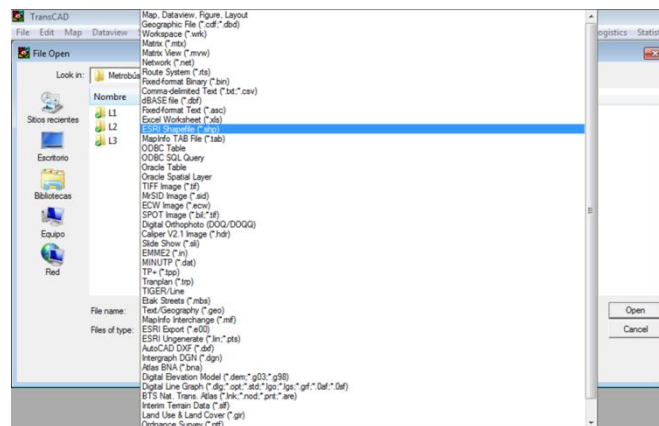 TransCAD
File Edit Map Dataview
ogistics Statist
File Open
Look in: Metrobús
Nombre
L1
L2
L3
Sitios recientes
Escritorio
Bibliotecas
Equipo
Red
File name:
Files of type:
Open
Cancel
Map, Dataview, Figure, Layout
Geographic File (*.cdf;*.dbd)
Workspace (*.wrk)
Matrix (*.mtx)
Matrix View (*.mvw)
Network (*.net)
Route System (*.rts)
Fixed-format Binary (*.bin)
Comma-delimited Text (*.txt;*.csv)
dBASE file (*.dbf)
Fixed-format Text (*.asc)
Excel Worksheet (*.xls)
ESRI Shapefile (*.shp)
MapInfo TAB File (*.tab)
ODBC Table
ODBC SQL Query
Oracle Table
Oracle Spatial Layer
TIFF Image (*.tif)
MrSID Image (*.sid)
ECW Image (*.ecw)
SPOT Image (*.bil;*.tif)
Digital Orthophoto (DOQ/DOQQ)
Caliper V2.1 Image (*.hdr)
Slide Show (*.sli)
EMME2 (*.in)
MINUTP (*.dat)
TP+ (*.tpp)
Tranplan (*.trp)
TIGER/Line
Etak Streets (*.mbs)
Text/Geography (*.geo)
MapInfo Interchange (*.mif)
ESRI Export (*.e00)
ESRI Ungenerate (*.lin;*.pts)
AutoCAD DXF (*.dxf)
Intergraph DGN (*.dgn)
Atlas BNA (*.bna)
Digital Elevation Model (*.dem;*.g03;*.g98)
Digital Line Graph (*.dlg;*.opt;*.std;*.lgo;*.lgs;*.grf;*.0af;*.0sf)
BTS Nat. Trans. Atlas (*.lnk;*.nod;*.pnt;*.are)
Interim Terrain Data (*.slf)
Land Use & Land Cover (*.gir)
Ordnance Survey (*.ntf)